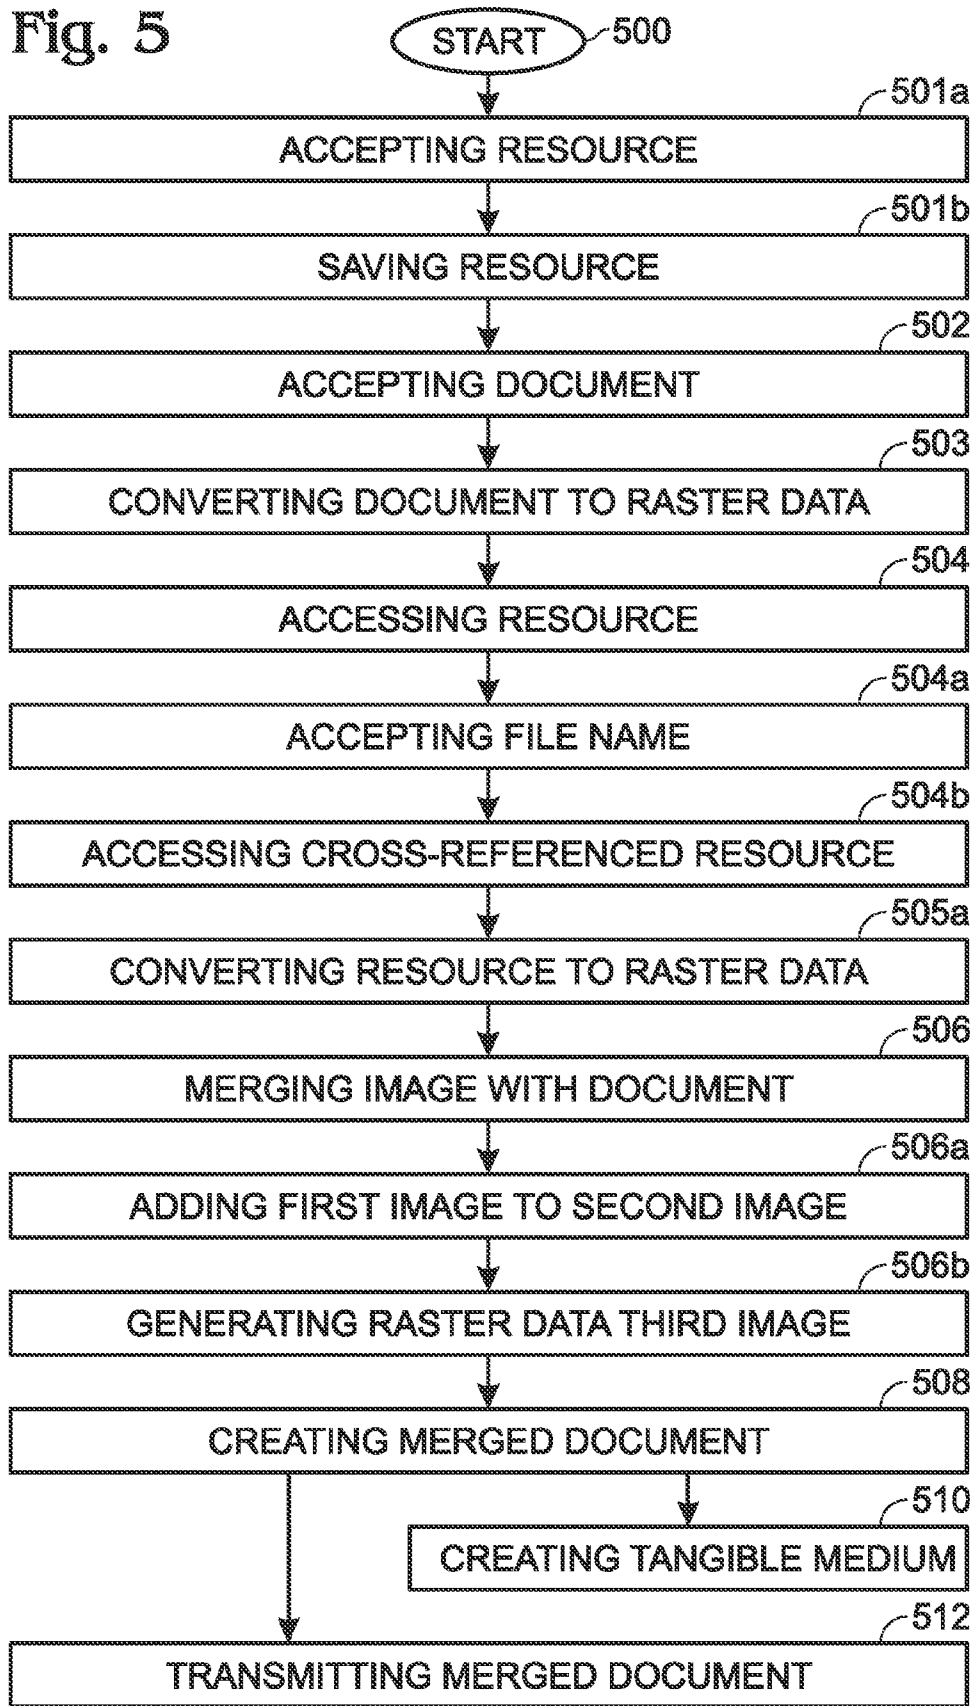 Fig. 5
START
500
501a
ACCEPTING RESOURCE
501b
SAVING RESOURCE
502
ACCEPTING DOCUMENT
503
CONVERTING DOCUMENT TO RASTER DATA
504
ACCESSING RESOURCE
504a
ACCEPTING FILE NAME
504b
ACCESSING CROSS-REFERENCED RESOURCE
505a
CONVERTING RESOURCE TO RASTER DATA
506
MERGING IMAGE WITH DOCUMENT
506a
ADDING FIRST IMAGE TO SECOND IMAGE
506b
GENERATING RASTER DATA THIRD IMAGE
508
CREATING MERGED DOCUMENT
510
CREATING TANGIBLE MEDIUM
512
TRANSMITTING MERGED DOCUMENT